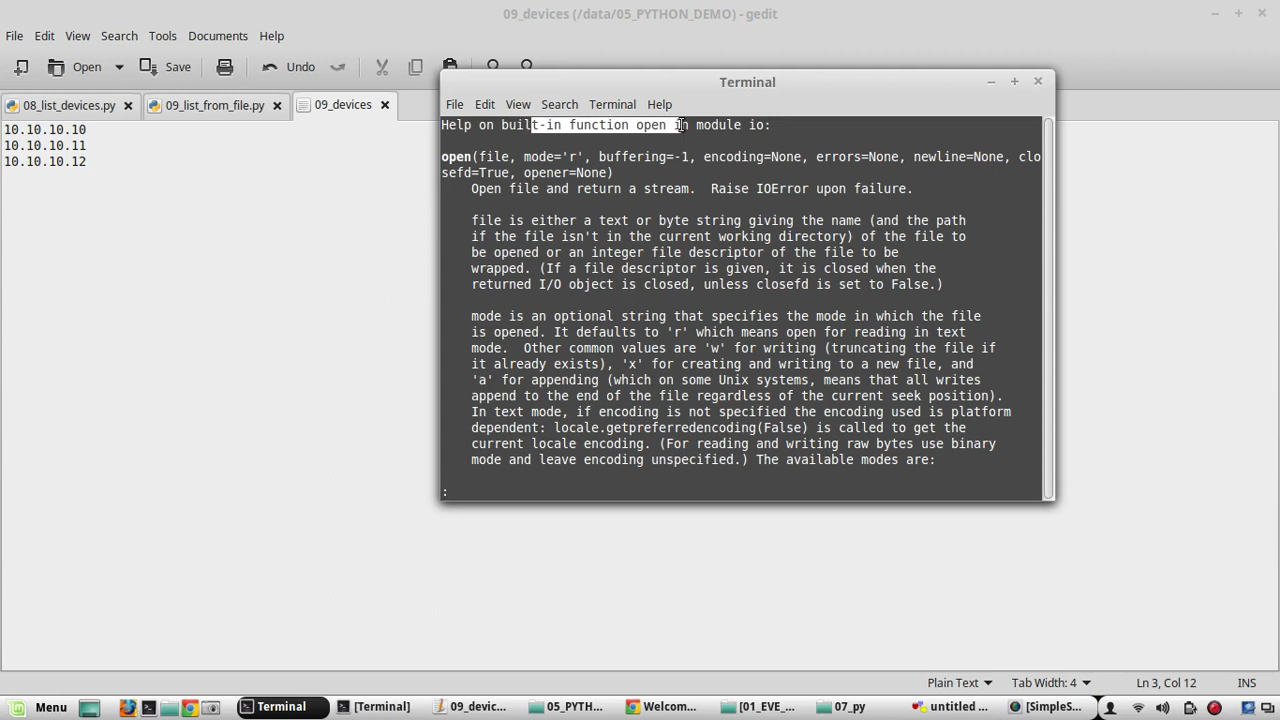 09_devices (/data/05_PYTHON_DEMO) - gedit
File Edit View Search Tools Documents Help
Open Save Undo
08_list_devices.py 09_list_from_file.py 09_devices
10.10.10.10
10.10.10.11
10.10.10.12
Terminal
File Edit View Search Terminal Help
Help on built-in function open in module io:
open(file, mode='r', buffering=-1, encoding=None, errors=None, newline=None, clo
sefd=True, opener=None)
Open file and return a stream.  Raise IOError upon failure.
file is either a text or byte string giving the name (and the path
if the file isn't in the current working directory) of the file to
be opened or an integer file descriptor of the file to be
wrapped. (If a file descriptor is given, it is closed when the
returned I/O object is closed, unless closefd is set to False.)
mode is an optional string that specifies the mode in which the file
is opened. It defaults to 'r' which means open for reading in text
mode.  Other common values are 'w' for writing (truncating the file if
it already exists), 'x' for creating and writing to a new file, and
'a' for appending (which on some Unix systems, means that all writes
append to the end of the file regardless of the current seek position).
In text mode, if encoding is not specified the encoding used is platform
dependent: locale.getpreferredencoding(False) is called to get the
current locale encoding. (For reading and writing raw bytes use binary
mode and leave encoding unspecified.) The available modes are:
:
Plain Text Tab Width: 4 Ln 3, Col 12 INS
Menu Terminal [Terminal] 09_devic... 05_PYTH... Welcom... [01_EVE_... 07_py untitled ... [SimpleS...